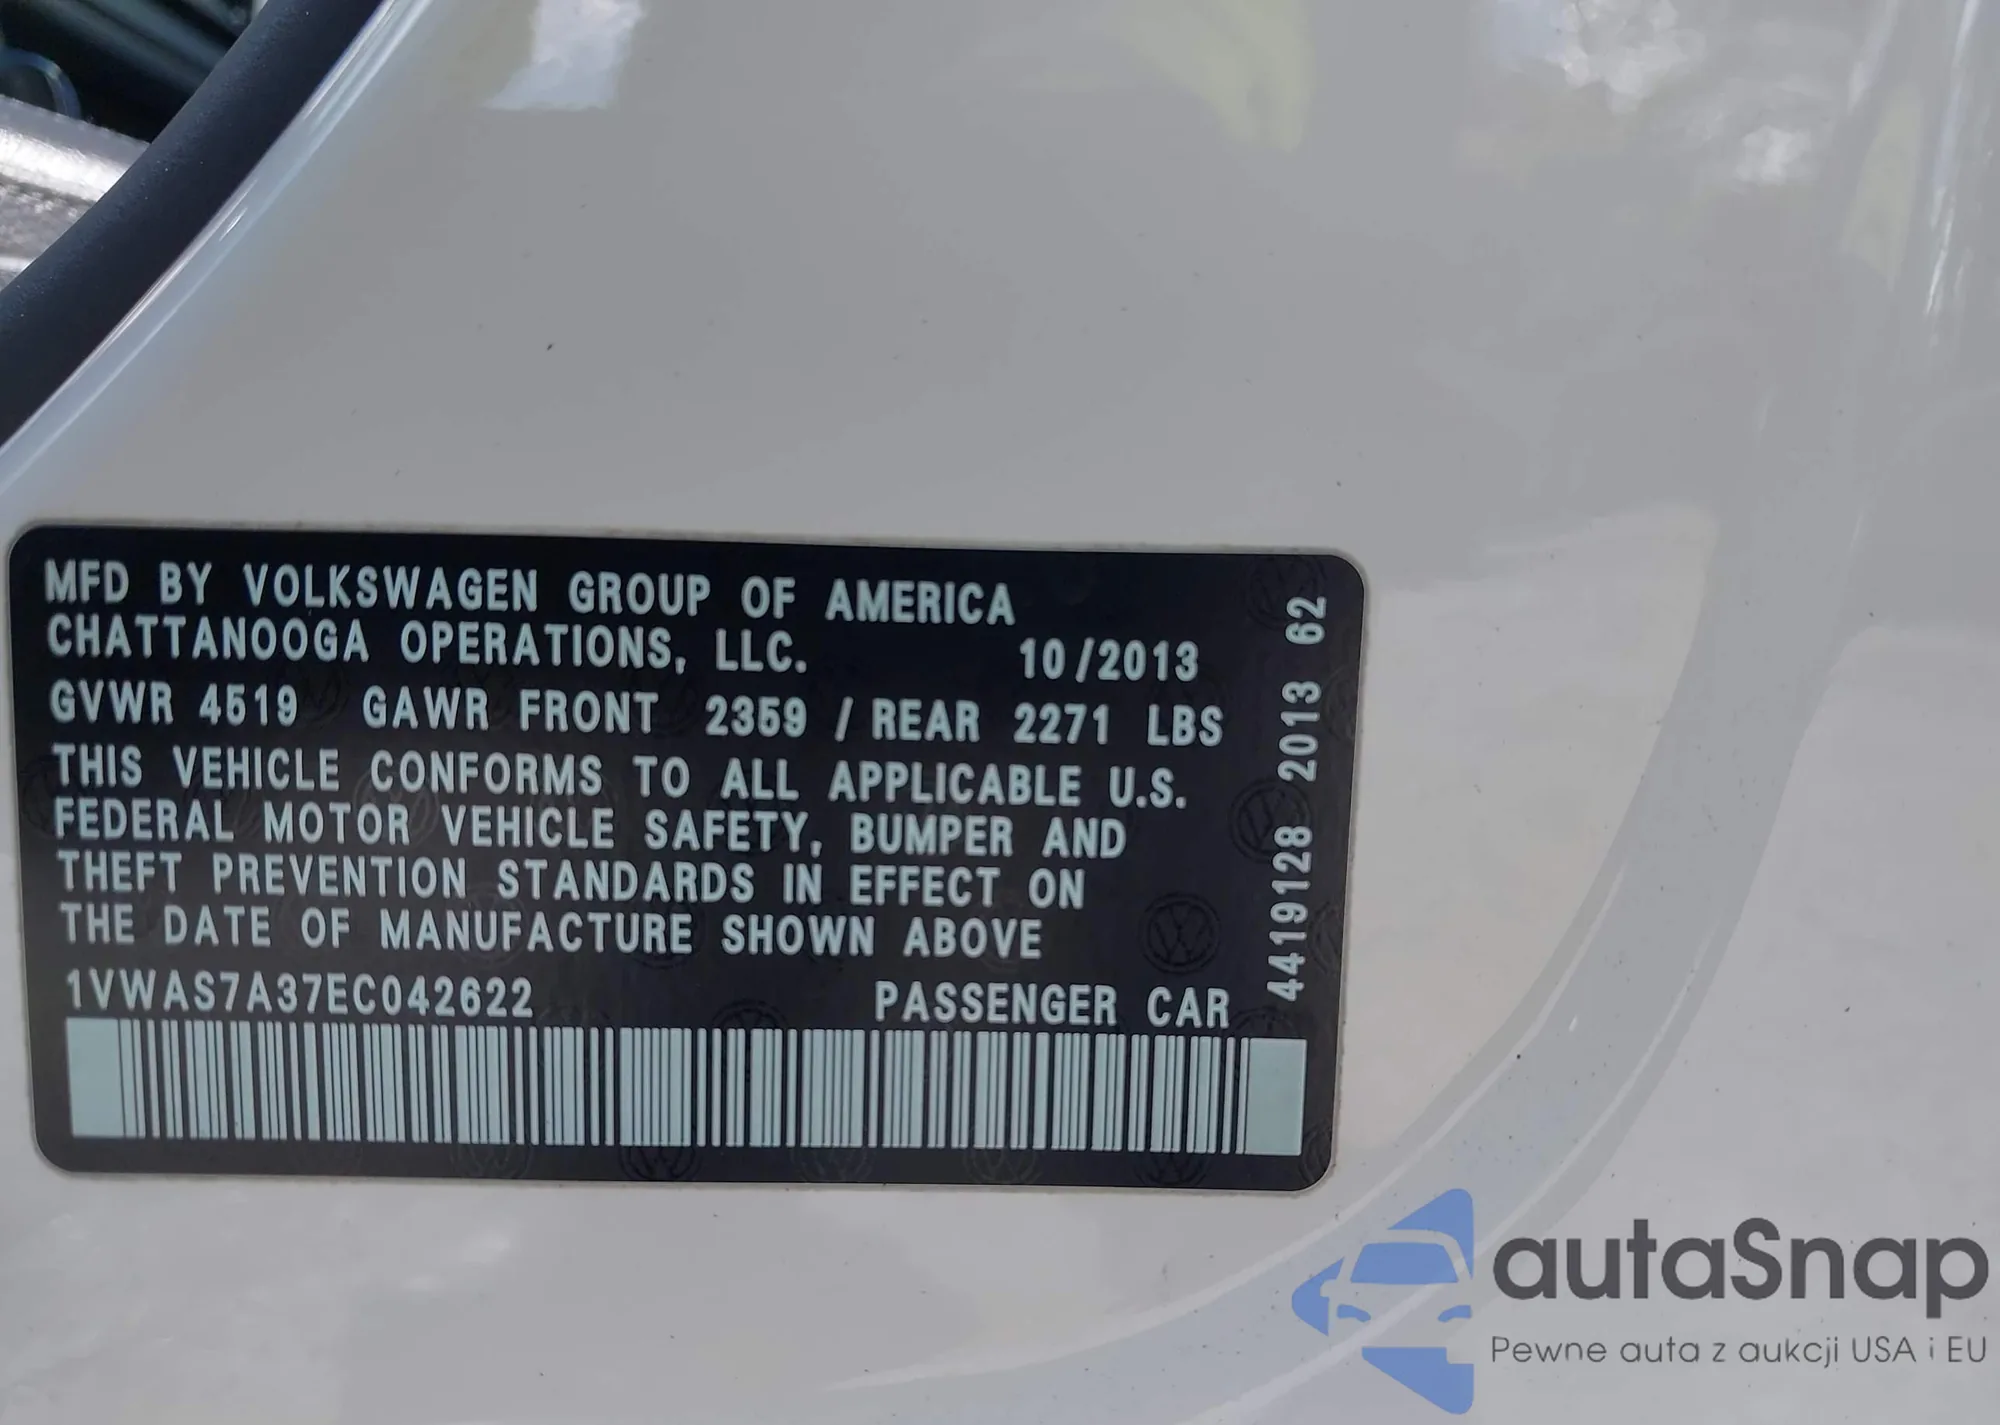 MFD BY VOLKSWAGEN GROUP OF AMERICA
CHATTANOOGA OPERATIONS, LLC. 10/2013
GVWR 4519 GAWR FRONT 2359 / REAR 2271 LBS
THIS VEHICLE CONFORMS TO ALL APPLICABLE U.S.
FEDERAL MOTOR VEHICLE SAFETY, BUMPER AND
THEFT PREVENTION STANDARDS IN EFFECT ON
THE DATE OF MANUFACTURE SHOWN ABOVE
1VWAS7A37EC042622 PASSENGER CAR
4419128 2013 62
autaSnap
Pewne auta z aukcji USA i EU